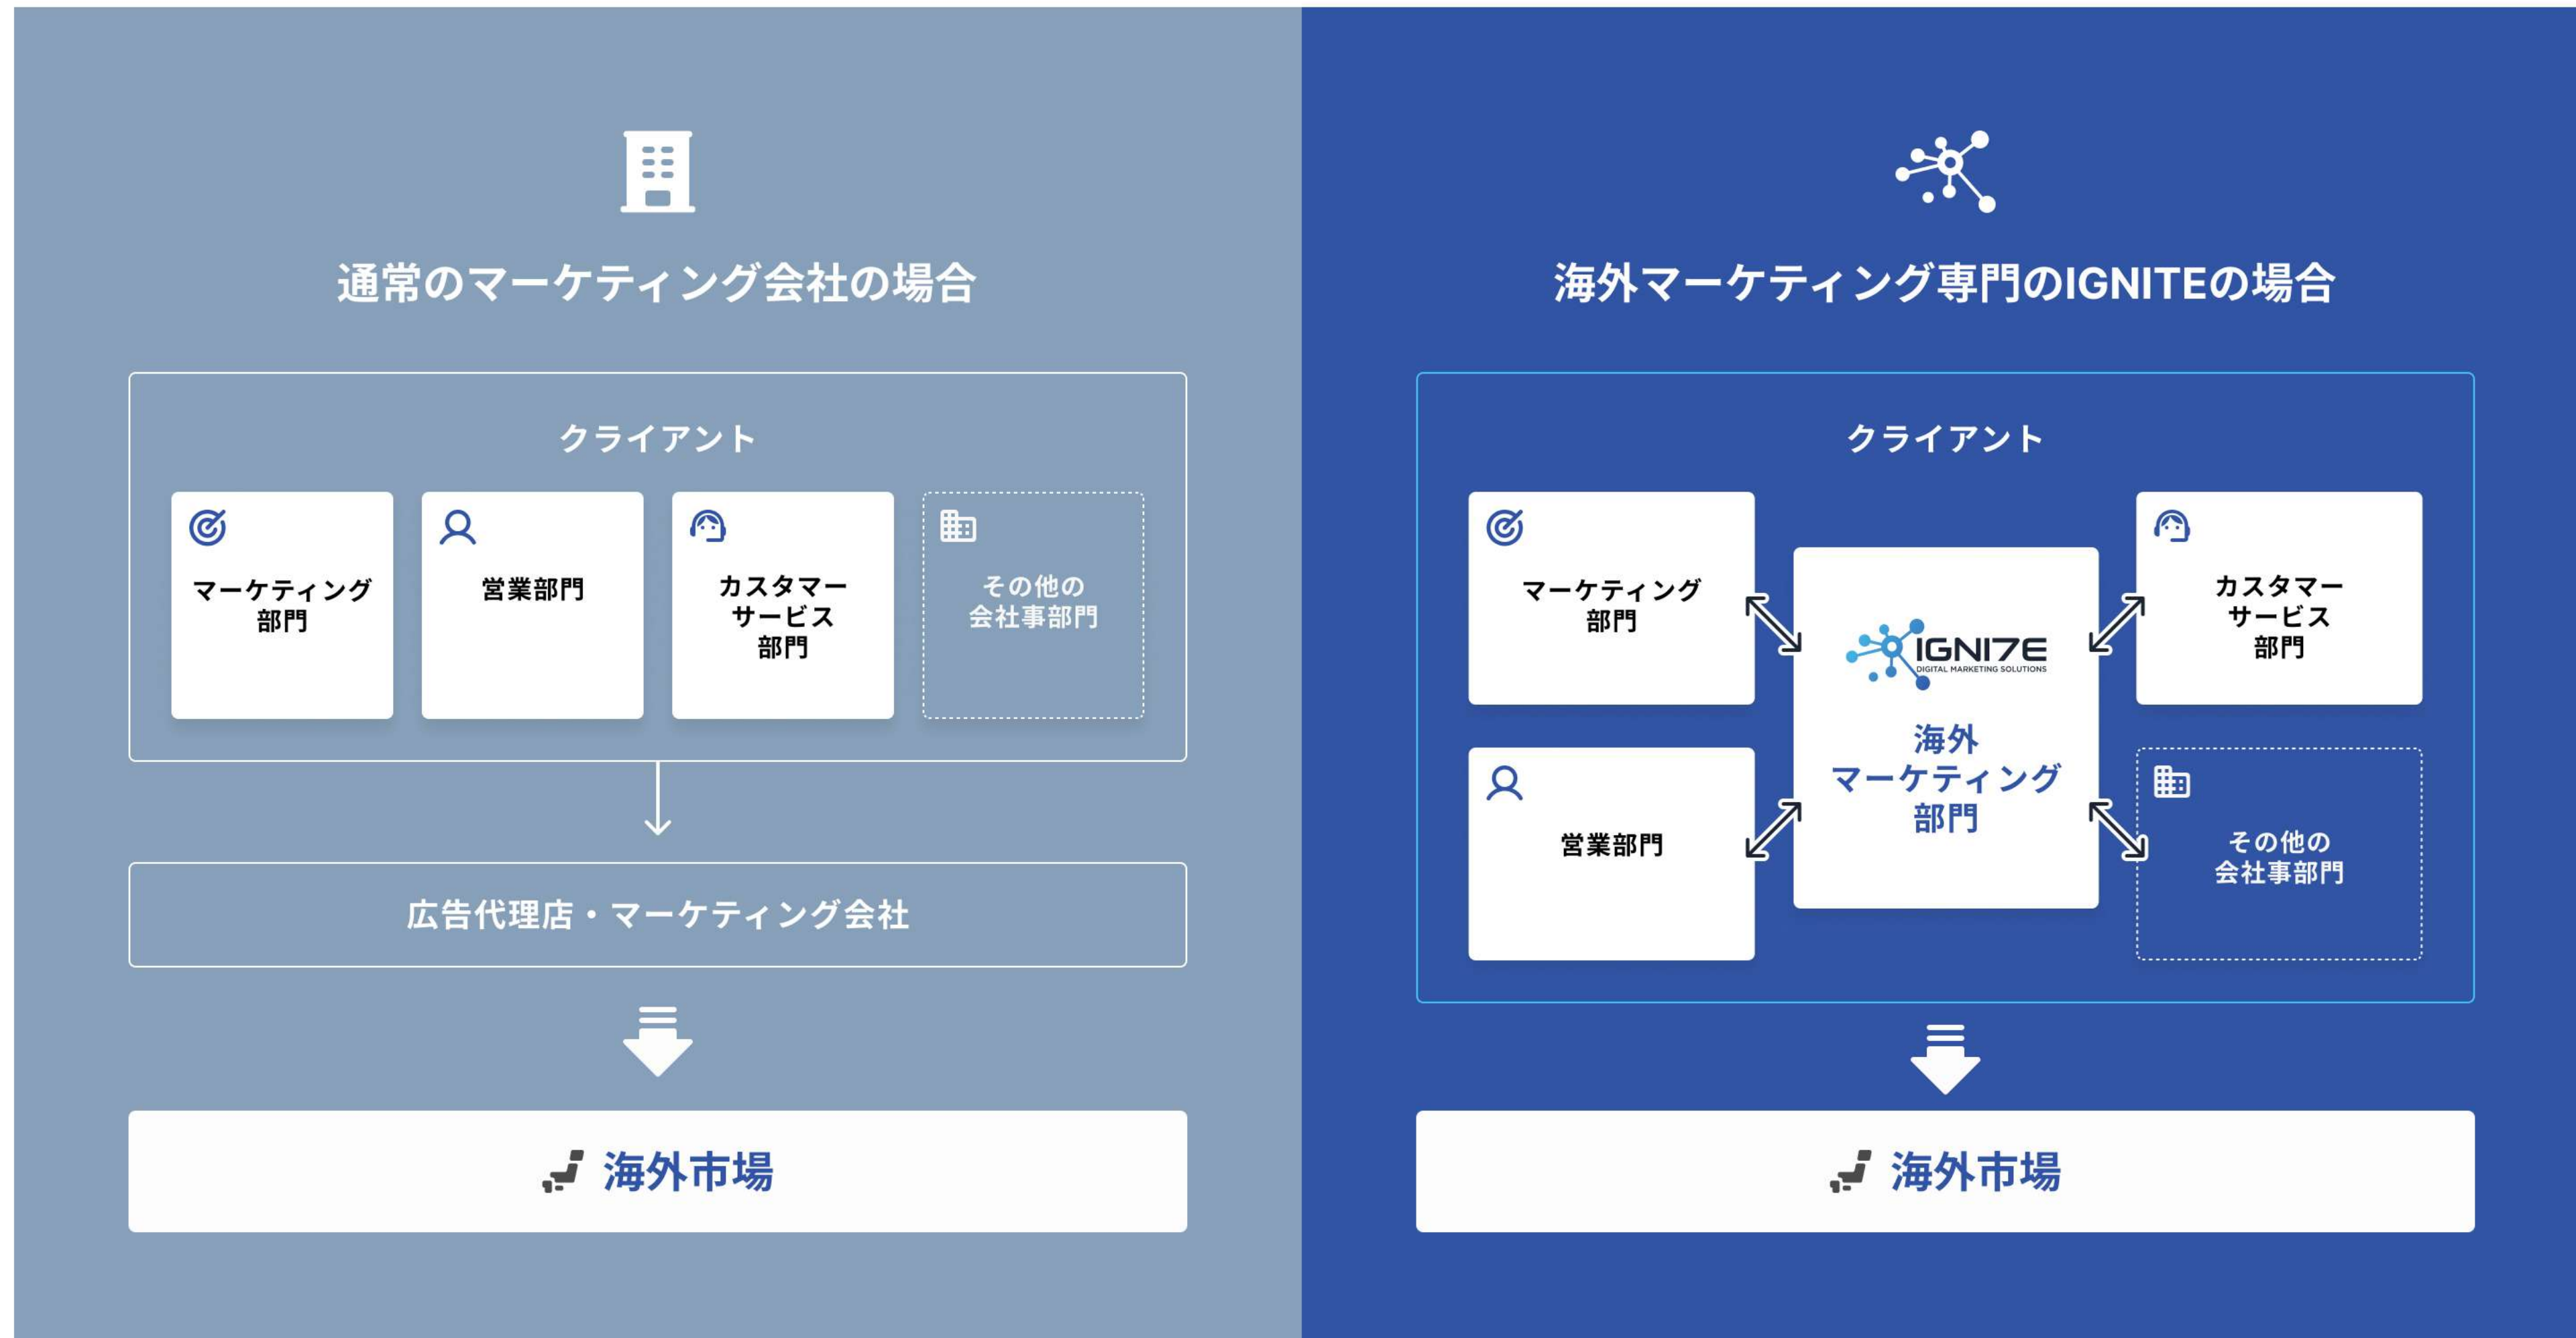 通常のマーケティング会社の場合
クライアント
マーケティング
部門
営業部門
カスタマー
サービス
部門
その他の
会社事部門
広告代理店・マーケティング会社
海外市場
海外マーケティング専門のIGNITEの場合
クライアント
マーケティング
部門
営業部門
IGNI7E
DIGITAL MARKETING SOLUTIONS
海外
マーケティング
部門
カスタマー
サービス
部門
その他の
会社事部門
海外市場